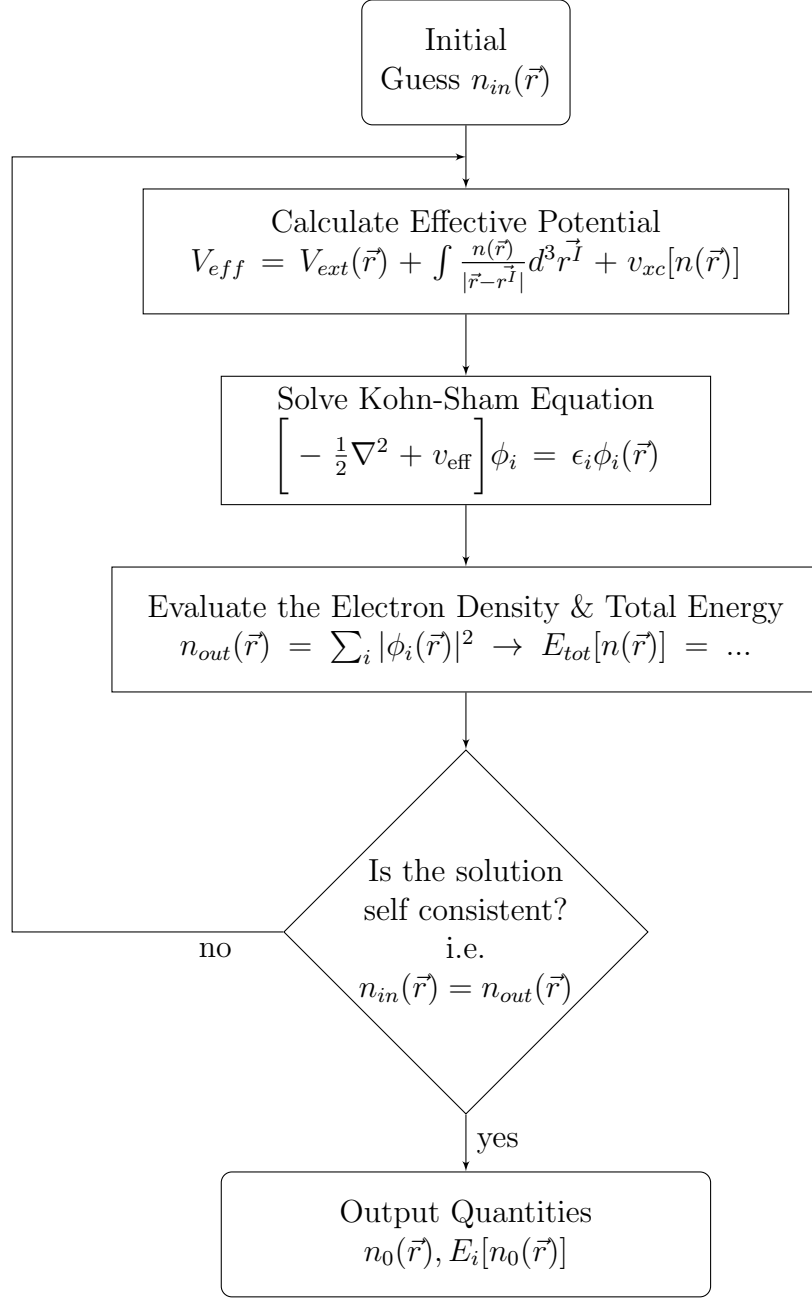 Initial
Guess $n_{in}(\vec{r})$
Calculate Effective Potential
$V_{eff} = V_{ext}(\vec{r}) + \int \frac{n(\vec{r})}{|\vec{r}-\vec{r^I}|} d^3\vec{r^I} + v_{xc}[n(\vec{r})]$
Solve Kohn-Sham Equation
$\left[ -\frac{1}{2}\nabla^2 + v_{\text{eff}} \right] \phi_i = \epsilon_i \phi_i(\vec{r})$
Evaluate the Electron Density & Total Energy
$n_{out}(\vec{r}) = \sum_i |\phi_i(\vec{r})|^2 \rightarrow E_{tot}[n(\vec{r})] = ...$
Is the solution
self consistent?
i.e.
$n_{in}(\vec{r}) = n_{out}(\vec{r})$
no
yes
Output Quantities
$n_0(\vec{r}), E_i[n_0(\vec{r})]$